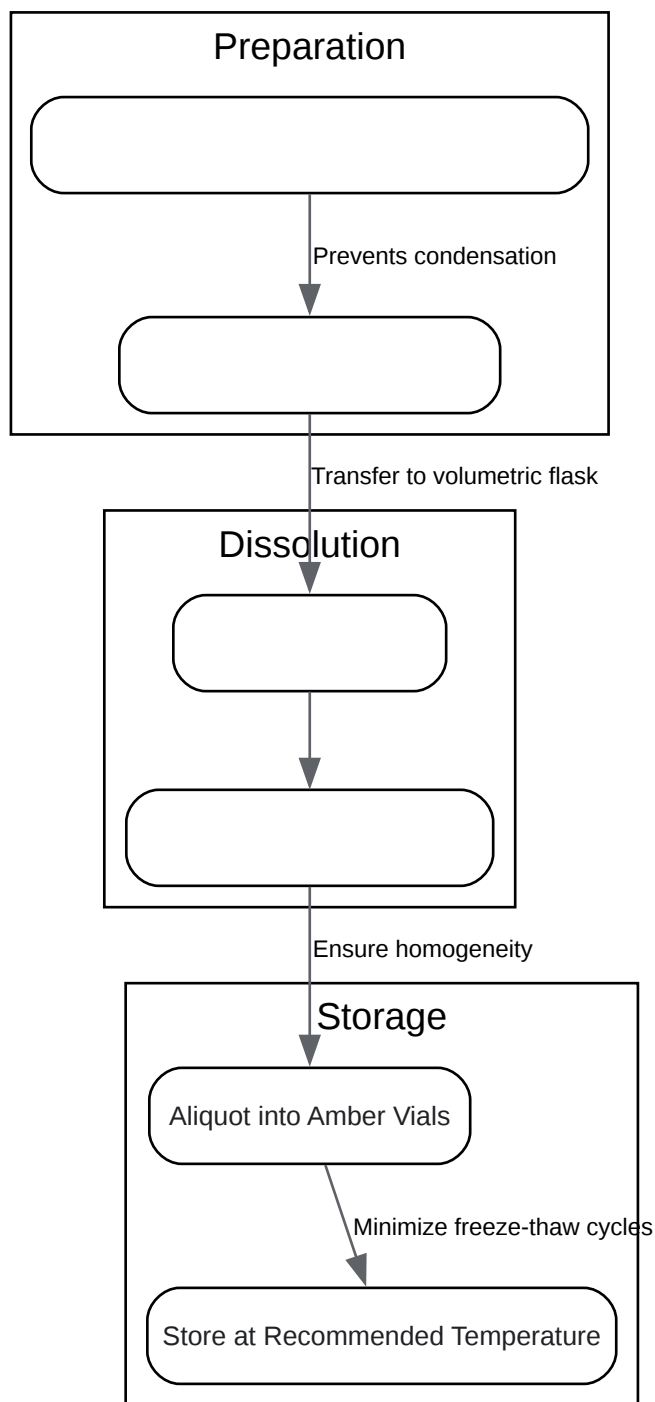 Preparation
Prevents condensation
Transfer to volumetric flask
Dissolution
Ensure homogeneity
Storage
Aliquot into Amber Vials
Minimize freeze-thaw cycles
Store at Recommended Temperature